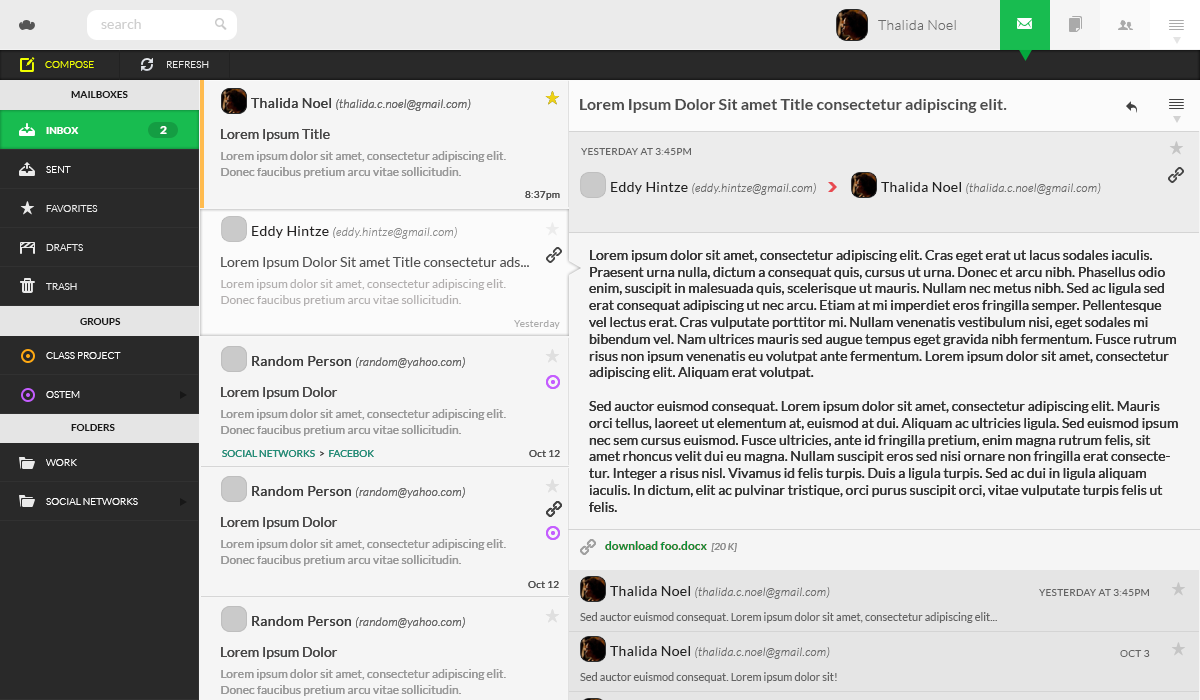 search
Thalida Noel
COMPOSE
REFRESH
MAILBOXES
INBOX
2
SENT
FAVORITES
DRAFTS
TRASH
GROUPS
CLASS PROJECT
OSTEM
FOLDERS
WORK
SOCIAL NETWORKS
Thalida Noel (thalida.c.noel@gmail.com)
Lorem Ipsum Title
Lorem ipsum dolor sit amet, consectetur adipiscing elit.
Donec faucibus pretium arcu vitae sollicitudin.
8:37pm
Eddy Hintze (eddy.hintze@gmail.com)
Lorem Ipsum Dolor Sit amet Title consectetur ads...
Lorem ipsum dolor sit amet, consectetur adipiscing elit.
Donec faucibus pretium arcu vitae sollicitudin.
Yesterday
Random Person (random@yahoo.com)
Lorem Ipsum Dolor
Lorem ipsum dolor sit amet, consectetur adipiscing elit.
Donec faucibus pretium arcu vitae sollicitudin.
SOCIAL NETWORKS > FACEBOK
Oct 12
Random Person (random@yahoo.com)
Lorem Ipsum Dolor
Lorem ipsum dolor sit amet, consectetur adipiscing elit.
Donec faucibus pretium arcu vitae sollicitudin.
Oct 12
Random Person (random@yahoo.com)
Lorem Ipsum Dolor
Lorem ipsum dolor sit amet, consectetur adipiscing elit.
Donec faucibus pretium arcu vitae sollicitudin.
Lorem Ipsum Dolor Sit amet Title consectetur adipiscing elit.
YESTERDAY AT 3:45PM
Eddy Hintze (eddy.hintze@gmail.com)
Thalida Noel (thalida.c.noel@gmail.com)
Lorem ipsum dolor sit amet, consectetur adipiscing elit. Cras eget erat ut lacus sodales iaculis.
Praesent urna nulla, dictum a consequat quis, cursus ut urna. Donec et arcu nibh. Phasellus odio
enim, suscipit in malesuada quis, scelerisque ut mauris. Nullam nec metus nibh. Sed ac ligula sed
erat consequat adipiscing ut nec arcu. Etiam at mi imperdiet eros fringilla semper. Pellentesque
vel lectus erat. Cras vulputate porttitor mi. Nullam venenatis vestibulum nisi, eget sodales mi
bibendum vel. Nam ultrices mauris sed augue tempus eget gravida nibh fermentum. Fusce rutrum
risus non ipsum venenatis eu volutpat ante fermentum. Lorem ipsum dolor sit amet, consectetur
adipiscing elit. Aliquam erat volutpat.
Sed auctor euismod consequat. Lorem ipsum dolor sit amet, consectetur adipiscing elit. Mauris
orci tellus, laoreet ut elementum at, euismod at dui. Aliquam ac ultricies ligula. Sed euismod ipsum
nec sem cursus euismod. Fusce ultricies, ante id fringilla pretium, enim magna rutrum felis, sit
amet rhoncus velit dui eu magna. Nullam suscipit eros sed nisi ornare non fringilla erat consecte-
tur. Integer a risus nisl. Vivamus id felis turpis. Duis a ligula turpis. Sed ac dui in ligula aliquam
iaculis. In dictum, elit ac pulvinar tristique, orci purus suscipit orci, vitae vulputate turpis felis ut
felis.
download foo.docx [20 K]
Thalida Noel (thalida.c.noel@gmail.com)
YESTERDAY AT 3:45PM
Sed auctor euismod consequat. Lorem ipsum dolor sit amet, consectetur adipiscing elit...
Thalida Noel (thalida.c.noel@gmail.com)
OCT 3
Sed auctor euismod consequat. Lorem ipsum dolor sit!